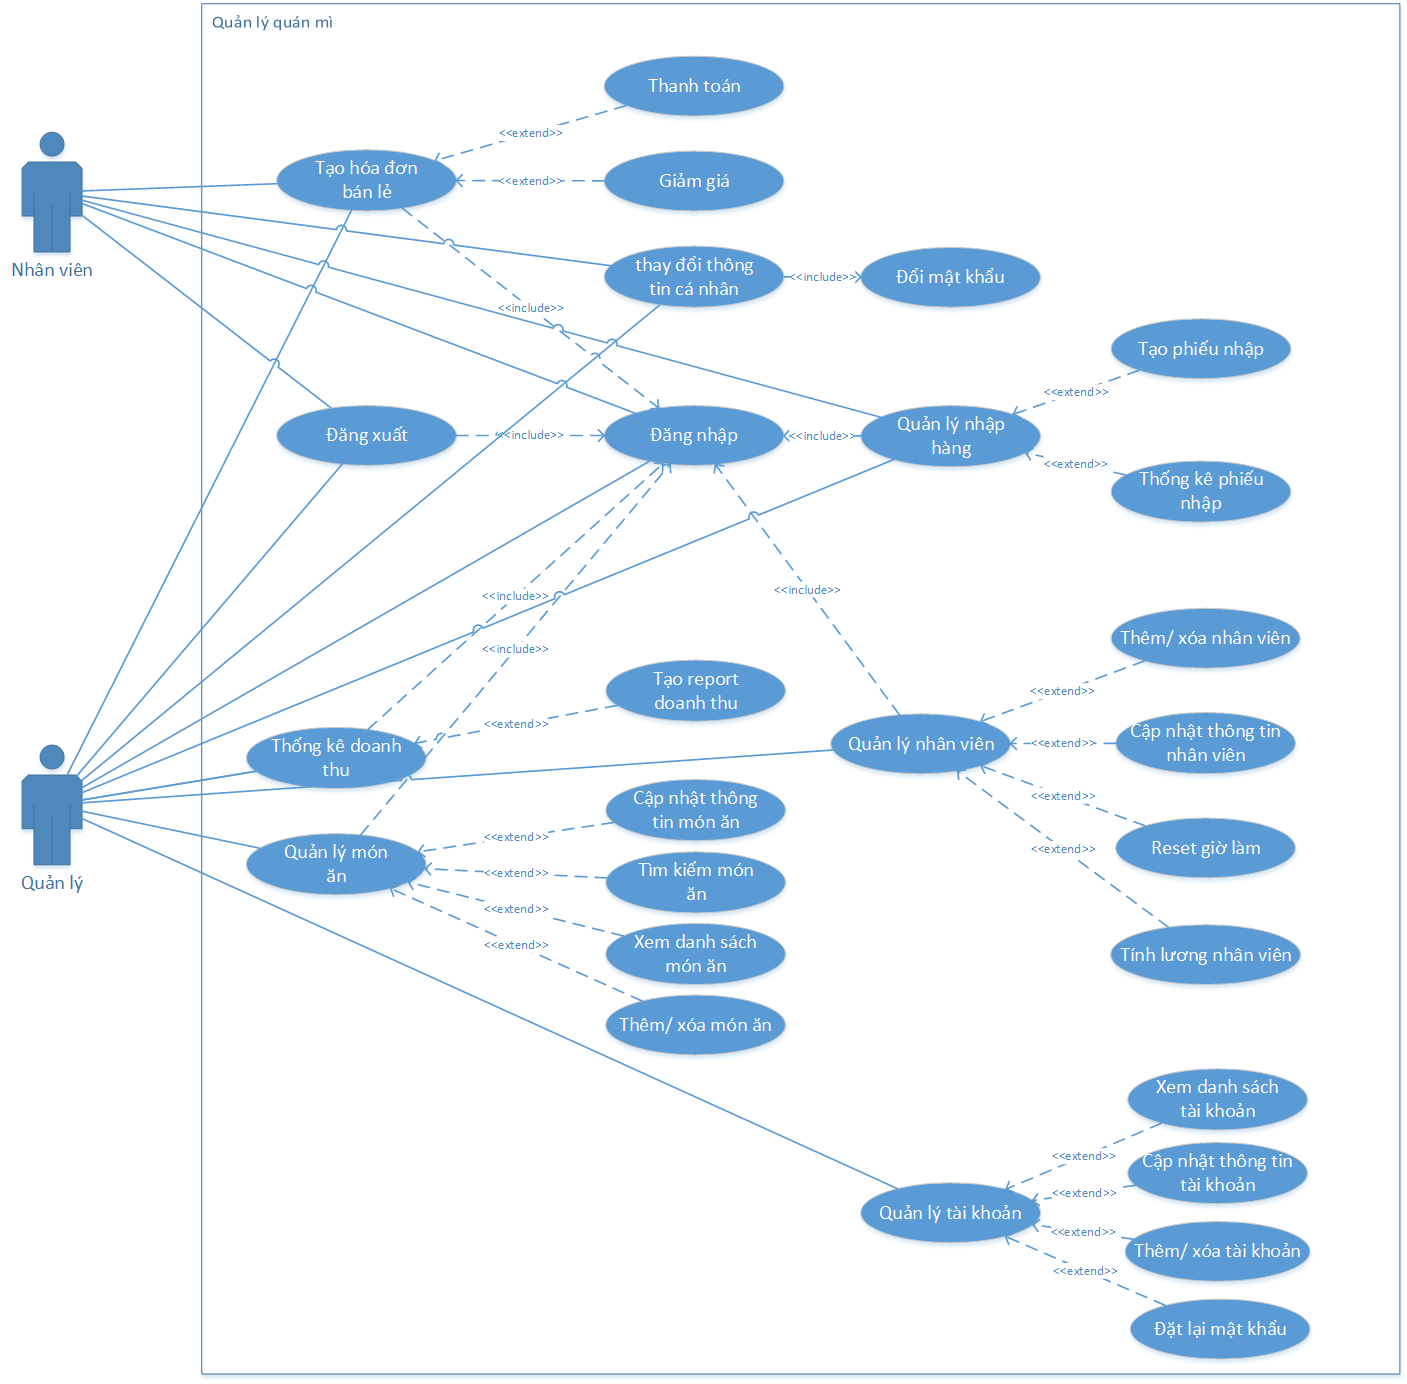 Quản lý quán mì
Thanh toán
<<extend>>
Tạo hóa đơn
bán lẻ
<<extend>>
Giảm giá
Nhân viên
thay đổi thông
tin cá nhân
<<include>>
Đổi mật khẩu
<<include>>
Tạo phiếu nhập
<<extend>>
Đăng xuất
<<include>>
Đăng nhập
<<include>>
Quản lý nhập
hàng
<<extend>>
Thống kê phiếu
nhập
<<include>>
<<include>>
<<include>>
Thêm/ xóa nhân viên
<<extend>>
Tạo report
doanh thu
<<extend>>
Thống kê doanh
thu
Quản lý nhân viên
<<extend>>
Cập nhật thông tin
nhân viên
<<extend>>
Cập nhật thông
tin món ăn
<<extend>>
Reset giờ làm
<<extend>>
Quản lý món
ăn
Quản lý
<<extend>>
Tìm kiếm món
ăn
<<extend>>
Xem danh sách
món ăn
<<extend>>
Tính lương nhân viên
Thêm/ xóa món ăn
Xem danh sách
tài khoản
<<extend>>
Cập nhật thông tin
tài khoản
<<extend>>
Quản lý tài khoản
<<extend>>
Thêm/ xóa tài khoản
<<extend>>
Đặt lại mật khẩu